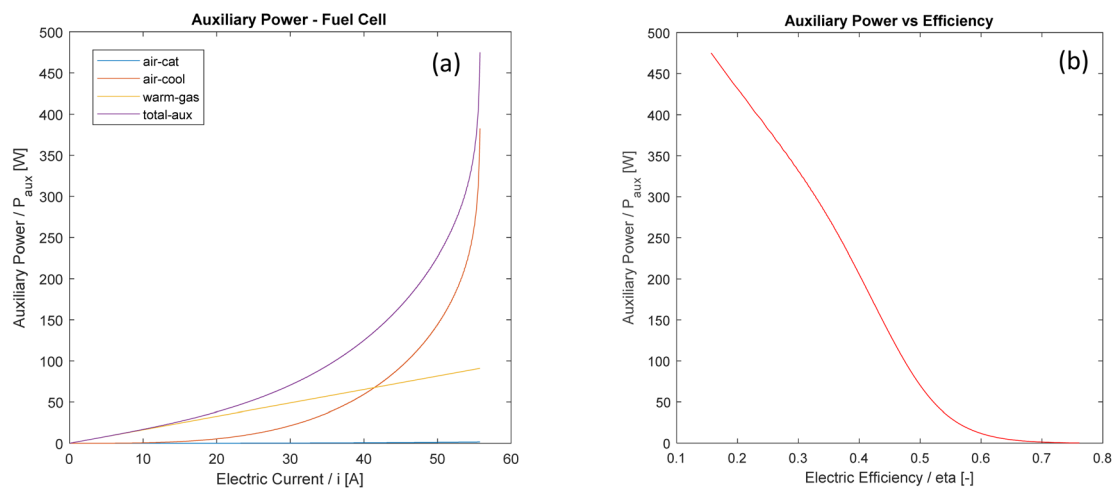 Auxiliary Power - Fuel Cell
(a)
air-cat
air-cool
warm-gas
total-aux
500
450
400
350
300
250
200
150
100
50
0
Auxiliary Power / P_aux [W]
0 10 20 30 40 50 60
Electric Current / i [A]
Auxiliary Power vs Efficiency
(b)
500
450
400
350
300
250
200
150
100
50
0
Auxiliary Power / P_aux [W]
0.1 0.2 0.3 0.4 0.5 0.6 0.7 0.8
Electric Efficiency / eta [-]